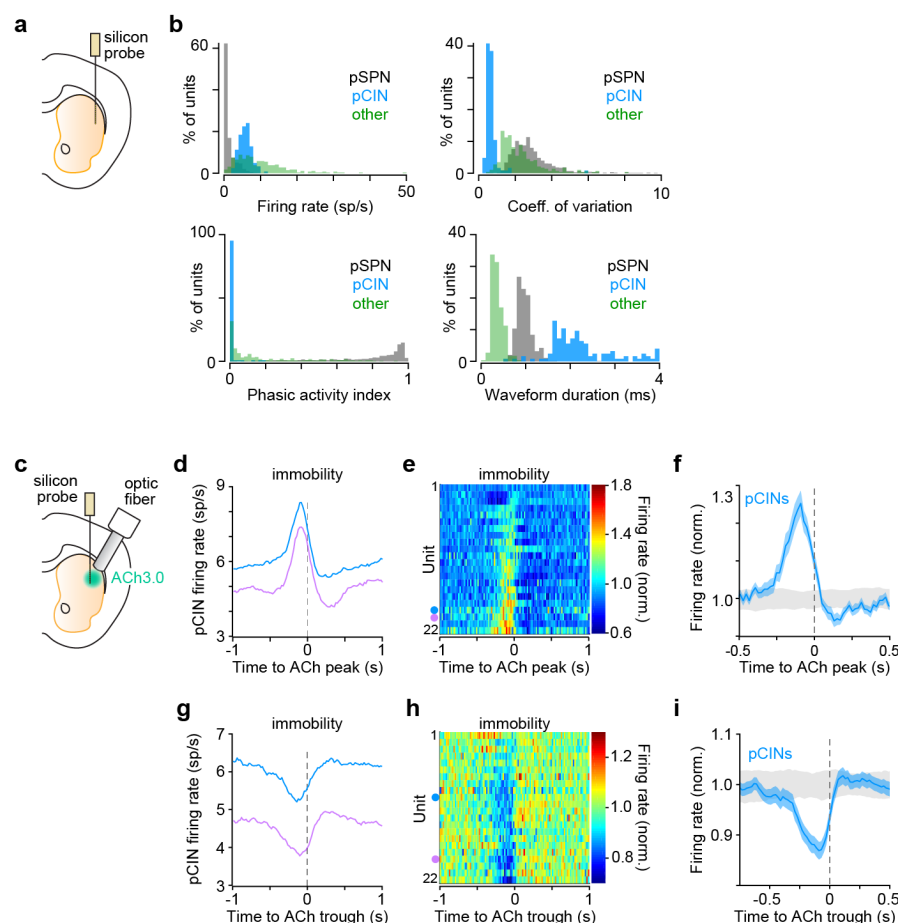 a
silicon
probe
b
60
% of units
0
pSPN
pCIN
other
0
50
Firing rate (sp/s)
40
% of units
0
pSPN
pCIN
other
0
10
Coeff. of variation
100
% of units
0
pSPN
pCIN
other
0
1
Phasic activity index
40
% of units
0
pSPN
pCIN
other
0
4
Waveform duration (ms)
c
silicon
probe
optic
fiber
ACh3.0
d
immobility
pCIN firing rate (sp/s)
9
6
3
-1
0
1
Time to ACh peak (s)
e
immobility
1
Unit
22
-1
0
1
Time to ACh peak (s)
1.8
1.4
1.0
0.6
Firing rate (norm.)
f
pCINs
Firing rate (norm.)
1.3
1.0
-0.5
0
0.5
Time to ACh peak (s)
g
immobility
pCIN firing rate (sp/s)
7
6
5
4
3
-1
0
1
Time to ACh trough (s)
h
immobility
1
Unit
22
-1
0
1
Time to ACh trough (s)
1.2
1.0
0.8
Firing rate (norm.)
i
pCINs
Firing rate (norm.)
1.1
1.0
0.9
-0.5
0
0.5
Time to ACh trough (s)